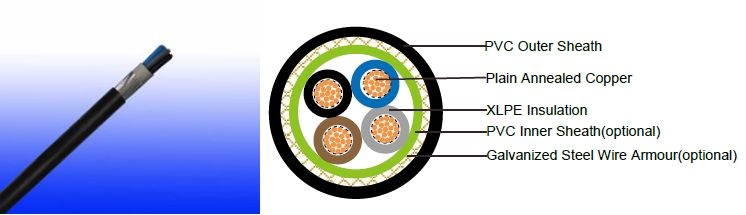 PVC Outer Sheath
Plain Annealed Copper
XLPE Insulation
PVC Inner Sheath(optional)
Galvanized Steel Wire Armour(optional)